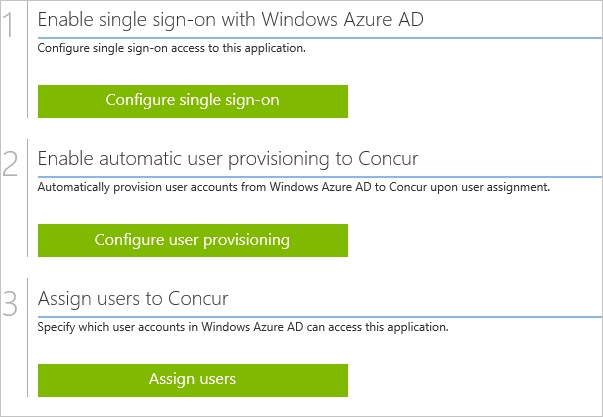 1
Enable single sign-on with Windows Azure AD
Configure single sign-on access to this application.
Configure single sign-on
2
Enable automatic user provisioning to Concur
Automatically provision user accounts from Windows Azure AD to Concur upon user assignment.
Configure user provisioning
3
Assign users to Concur
Specify which user accounts in Windows Azure AD can access this application.
Assign users